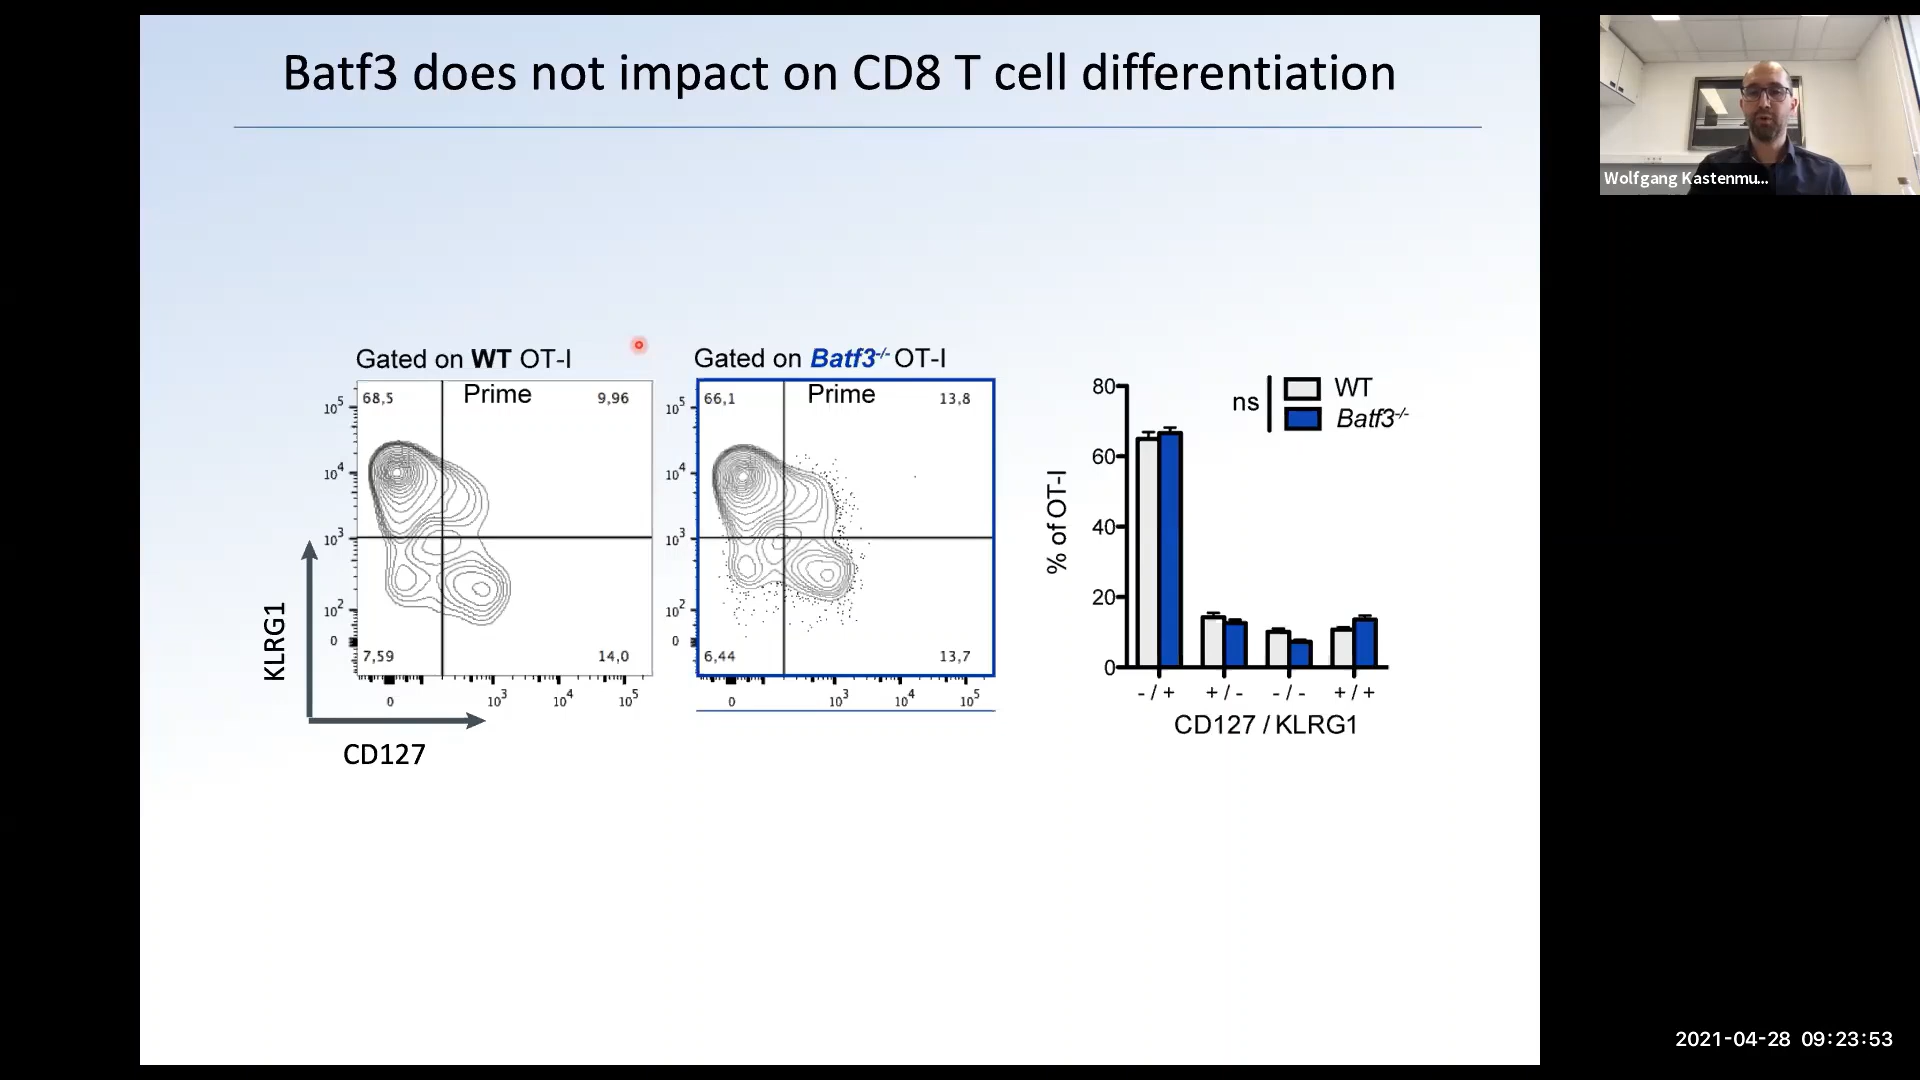 Batf3 does not impact on CD8 T cell differentiation
Wolfgang Kastenmu...
Gated on WT OT-I
Gated on Batf3-/- OT-I
68,5
Prime
9,96
66,1
Prime
13,8
10^5
10^4
10^3
10^2
0
10^5
10^4
10^3
10^2
0
7,59
14,0
6,44
13,7
0
10^3
10^4
10^5
0
10^3
10^4
10^5
KLRG1
CD127
ns
WT
Batf3-/-
% of OT-I
80
60
40
20
0
- / +
+ / -
- / -
+ / +
CD127 / KLRG1
2021-04-28 09:23:53